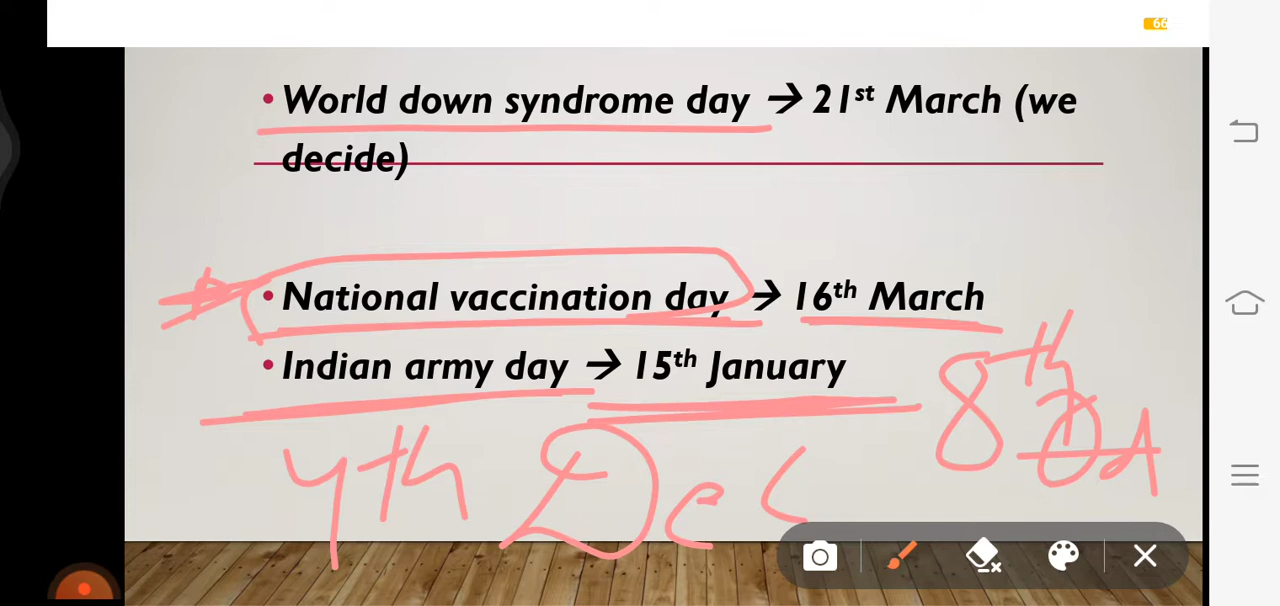 66
• World down syndrome day → 21st March (we
decide)
• National vaccination day → 16th March
• Indian army day → 15th January
8th
4th Dec